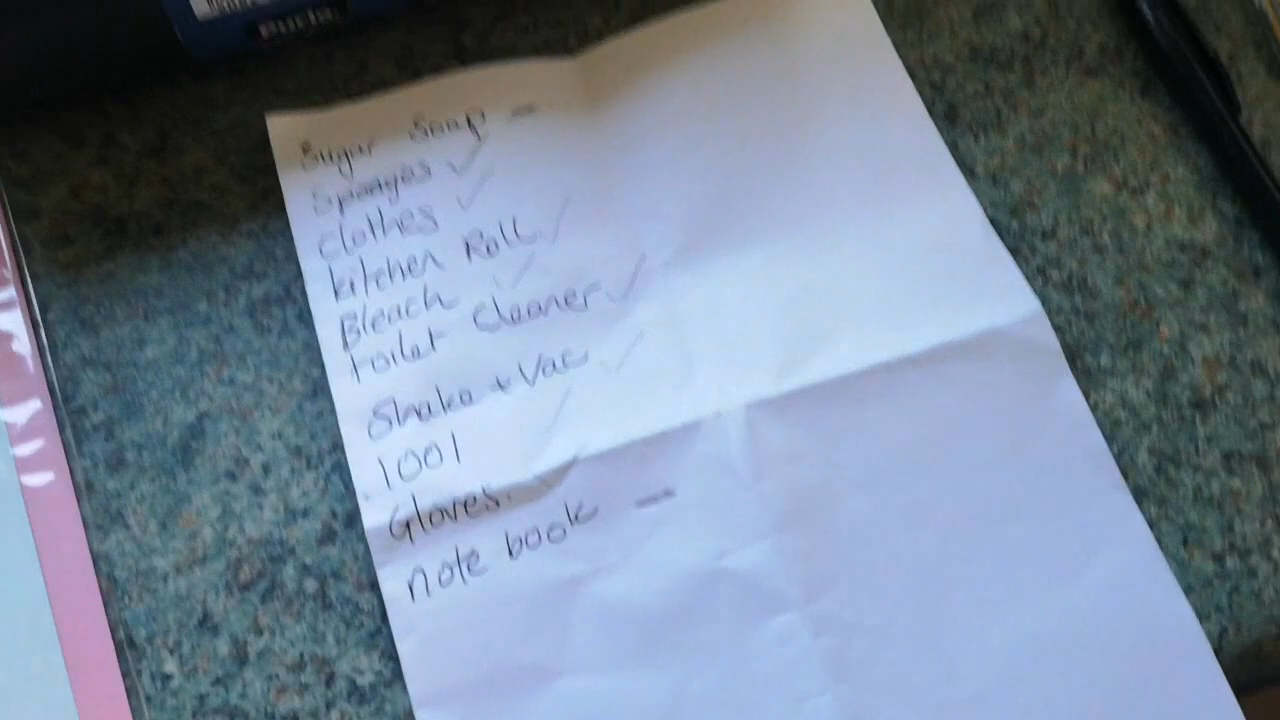 Sugar Soap -
Sponges ✓
Clothes ✓
Kitchen Roll ✓
Bleach ✓
toilet Cleaner ✓
Shake + Vac ✓
1001 ✓
Gloves. ✓
note book -